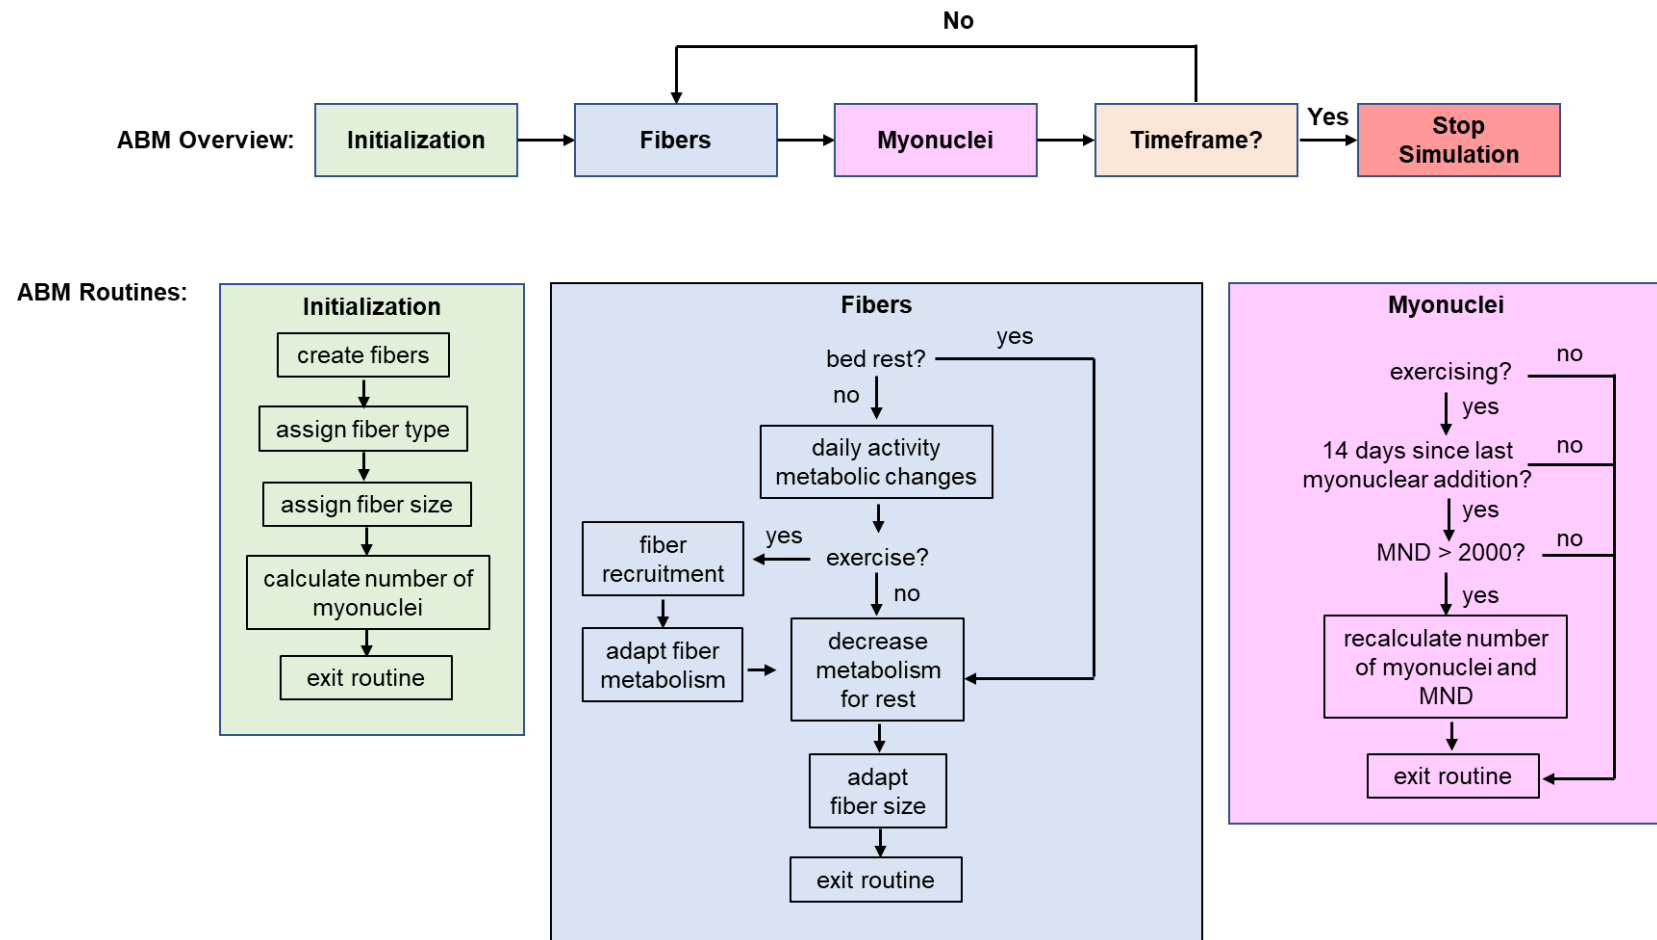 No
ABM Overview:
Initialization
Fibers
Myonuclei
Timeframe?
Yes
Stop
Simulation
ABM Routines:
Initialization
create fibers
assign fiber type
assign fiber size
calculate number of
myonuclei
exit routine
Fibers
bed rest?
yes
no
daily activity
metabolic changes
exercise?
yes
fiber
recruitment
no
adapt fiber
metabolism
decrease
metabolism
for rest
adapt
fiber size
exit routine
Myonuclei
exercising?
no
yes
14 days since last
myonuclear addition?
no
yes
MND > 2000?
no
yes
recalculate number
of myonuclei and
MND
exit routine